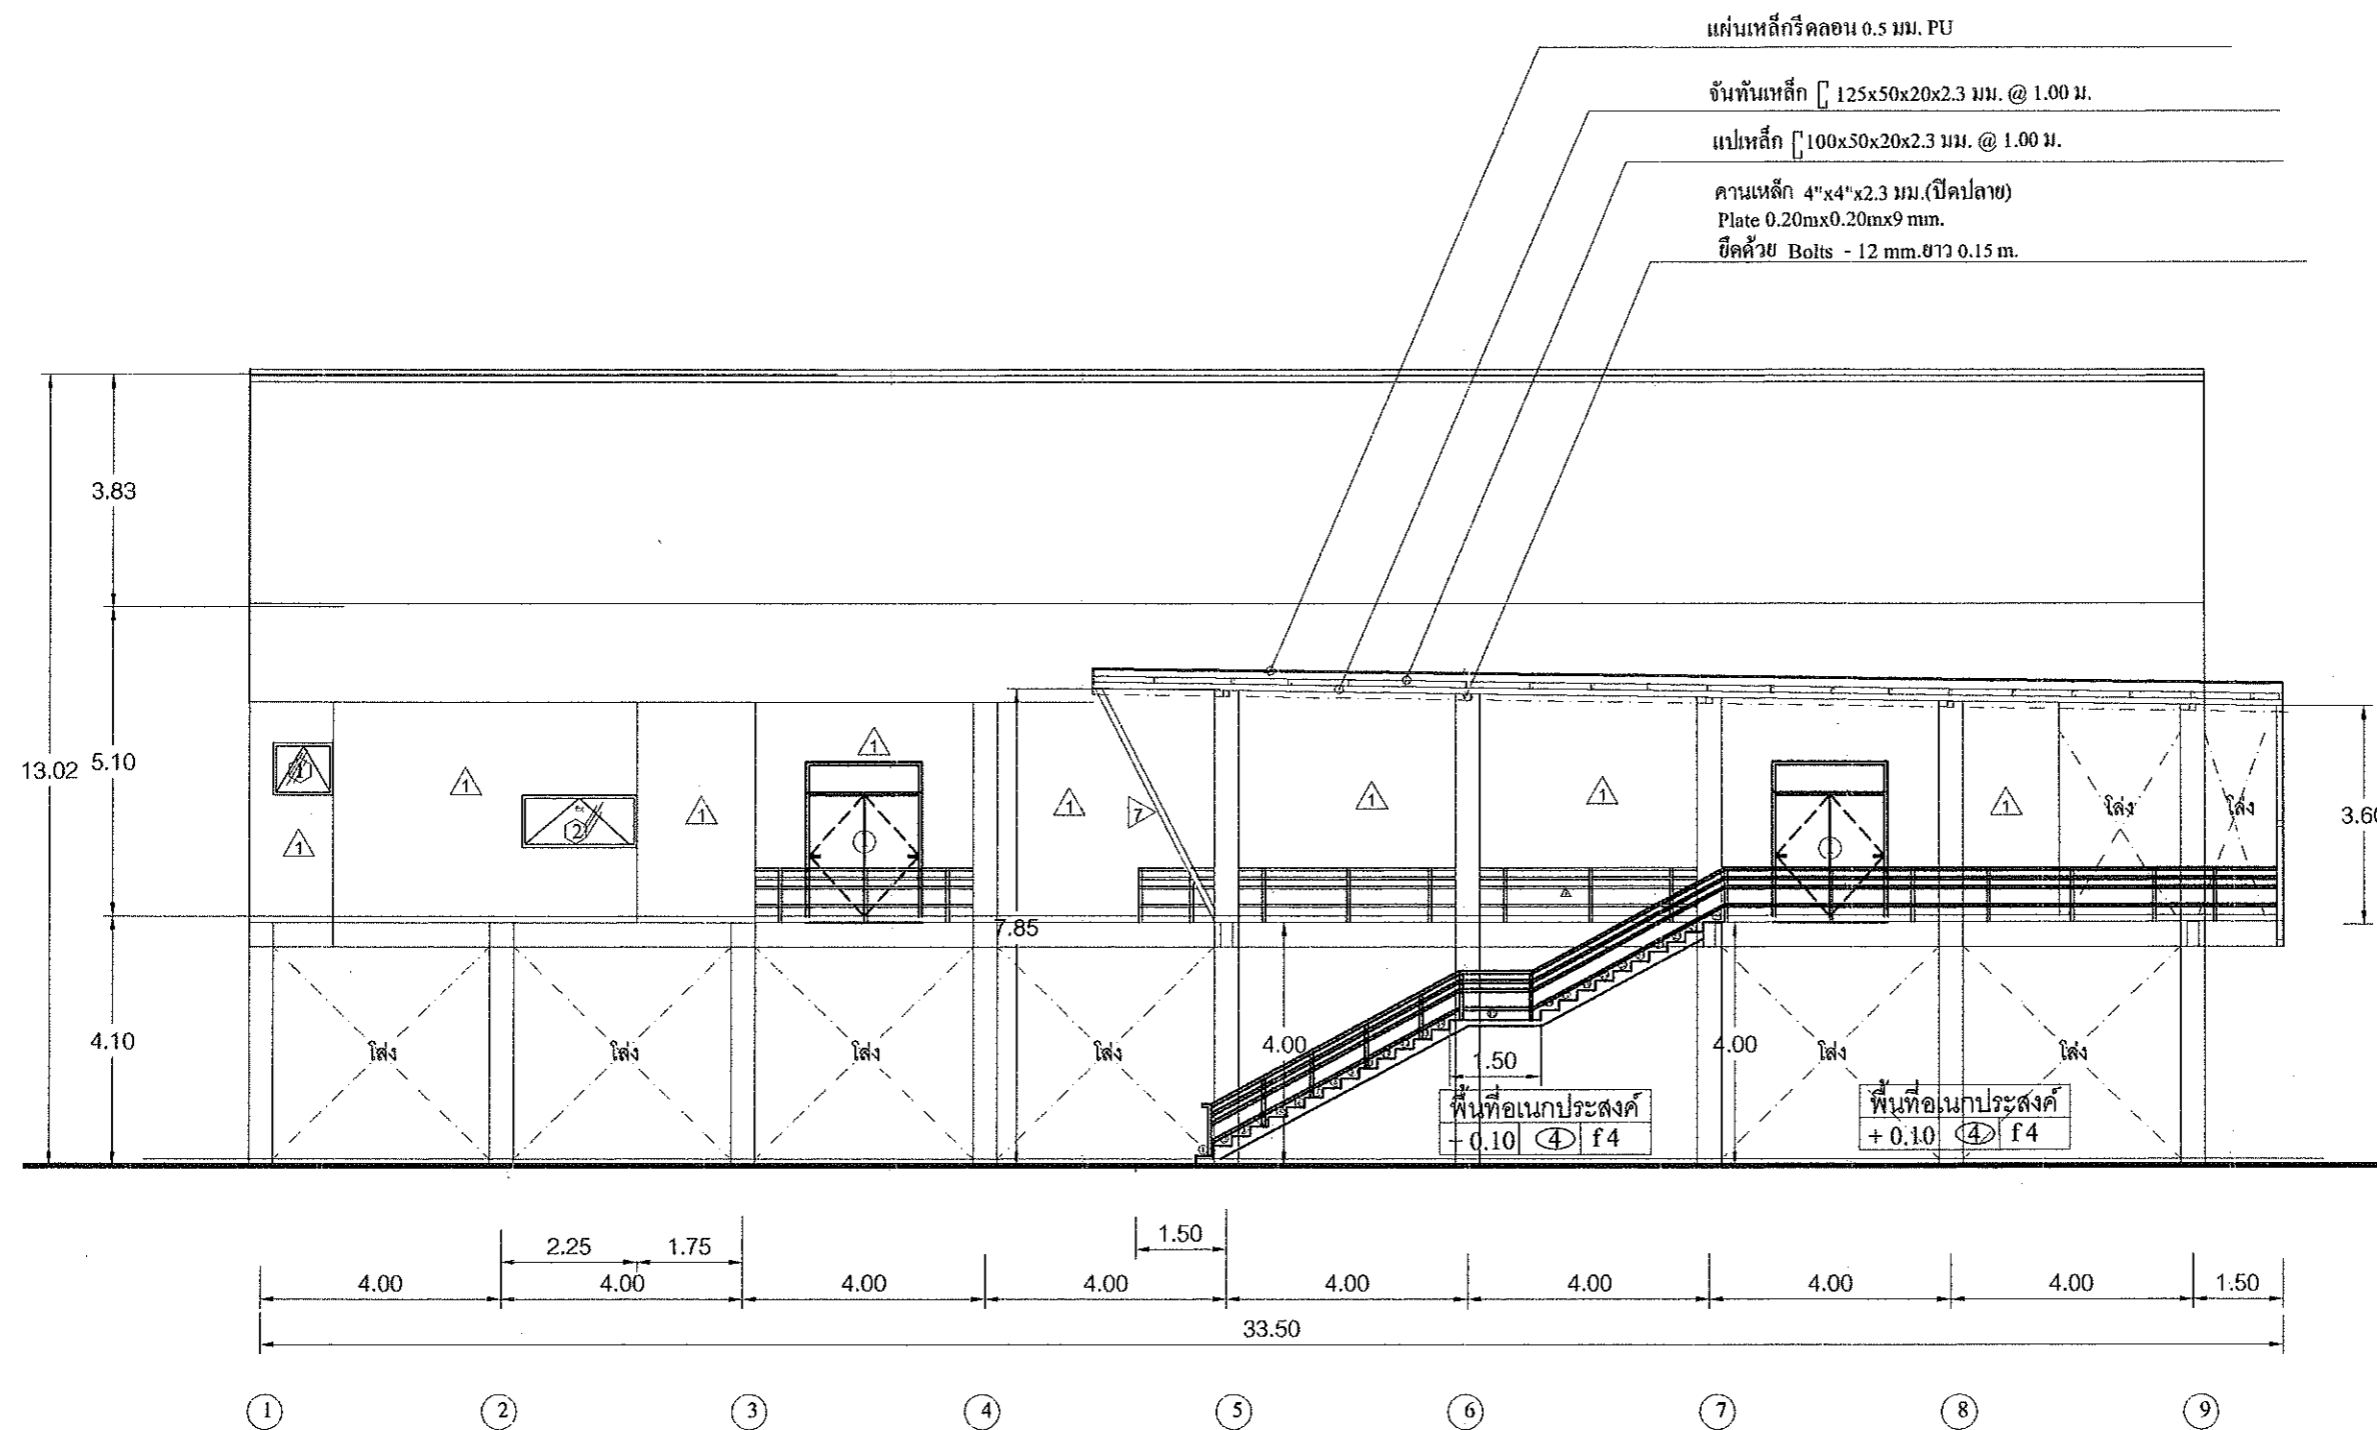 แผ่นเหล็กรีดลอน 0.5 มม. PU
จันทันเหล็ก 125x50x20x2.3 มม. @ 1.00 ม.
แปเหล็ก 100x50x20x2.3 มม. @ 1.00 ม.
คานเหล็ก 4"x4"x2.3 มม.(ปิดปลาย)
Plate 0.20mx0.20mx9 mm.
ยึดด้วย Bolts - 12 mm.ยาว 0.15 m.
3.83
13.02
5.10
4.10
3.60
1
1
1
1
1
1
1
1
1
1
2
7
โล่ง
โล่ง
7.85
4.00
1.50
4.00
โล่ง
โล่ง
โล่ง
โล่ง
โล่ง
โล่ง
พื้นที่อเนกประสงค์
+ 0.10 4 f4
พื้นที่อเนกประสงค์
+ 0.10 4 f4
2.25 1.75 1.50
4.00 4.00 4.00 4.00 4.00 4.00 4.00 4.00 1.50
33.50
1 2 3 4 5 6 7 8 9